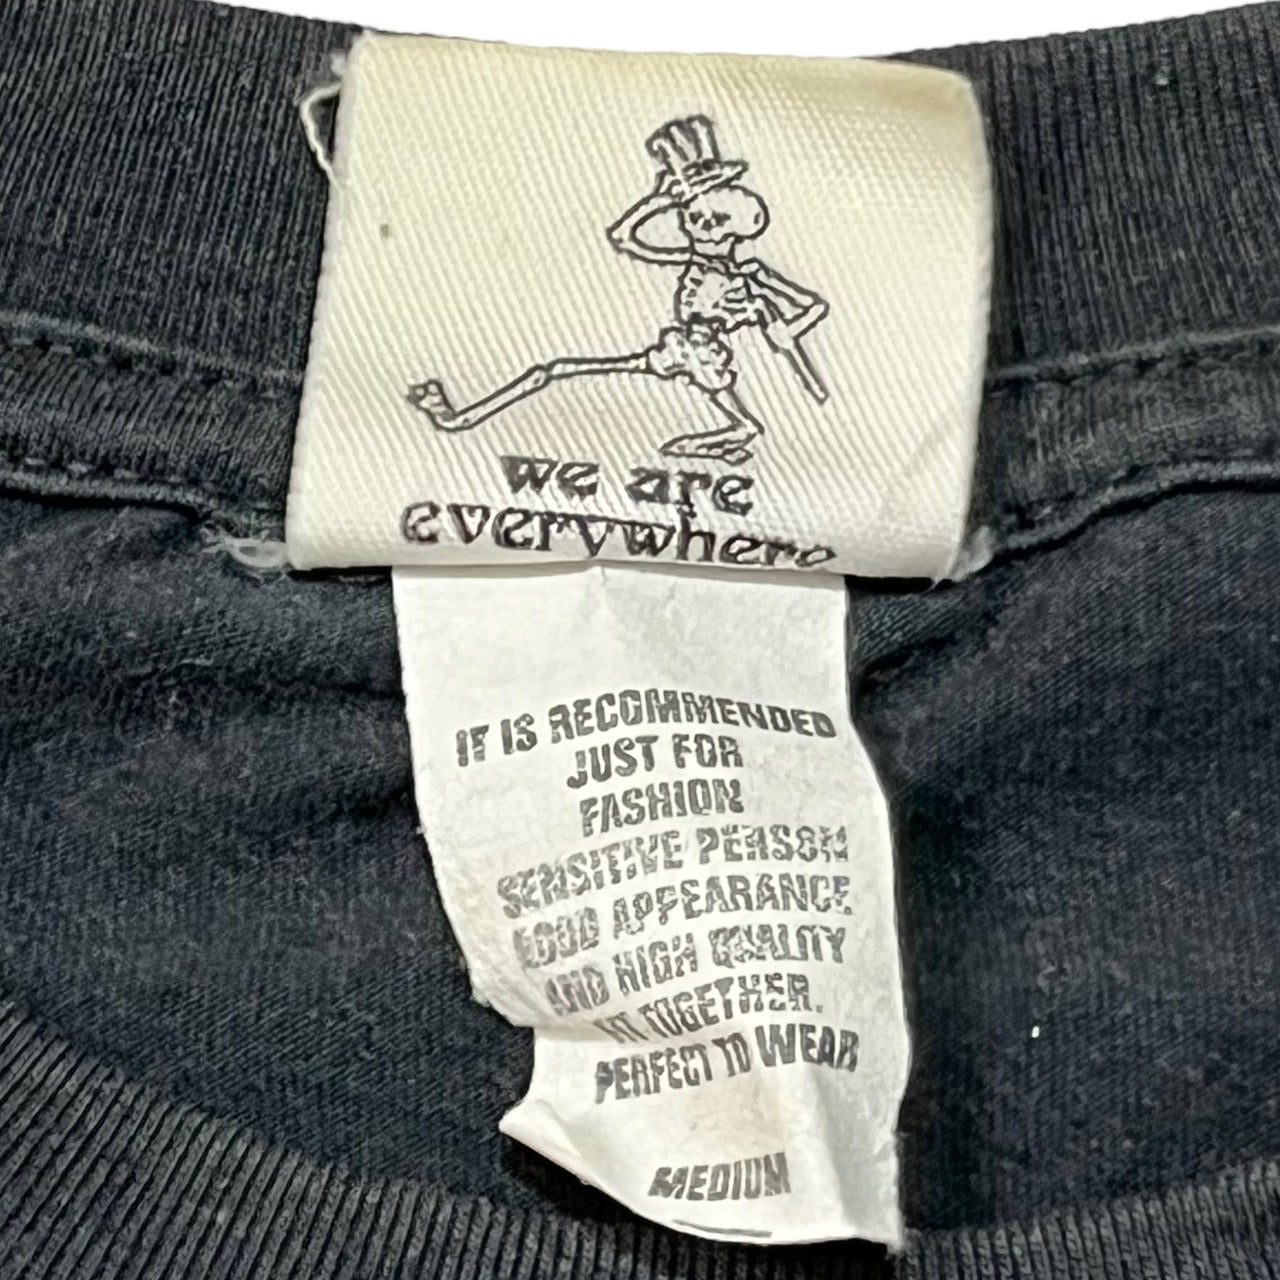 we are
everywhere
IT IS RECOMMENDED
JUST FOR
FASHION
SENSITIVE PERSON
GOOD APPEARANCE
AND HIGH QUALITY
FIT TOGETHER.
PERFECT TO WEAR
MEDIUM